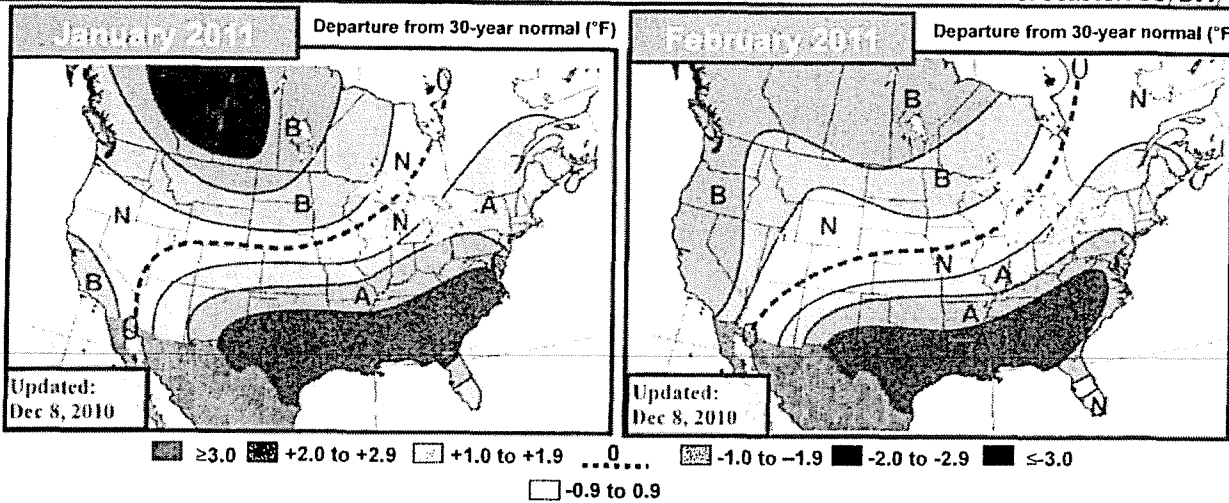 January 2011
Departure from 30-year normal (°F)
B
B
N
N
N
A
B
A
0
0
Updated:
Dec 8, 2010
February 2011
Departure from 30-year normal (°F
B
N
B
B
N
N
A
A
N
0
Updated:
Dec 8, 2010
≥3.0
+2.0 to +2.9
+1.0 to +1.9
0
-1.0 to –1.9
-2.0 to -2.9
≤-3.0
-0.9 to 0.9